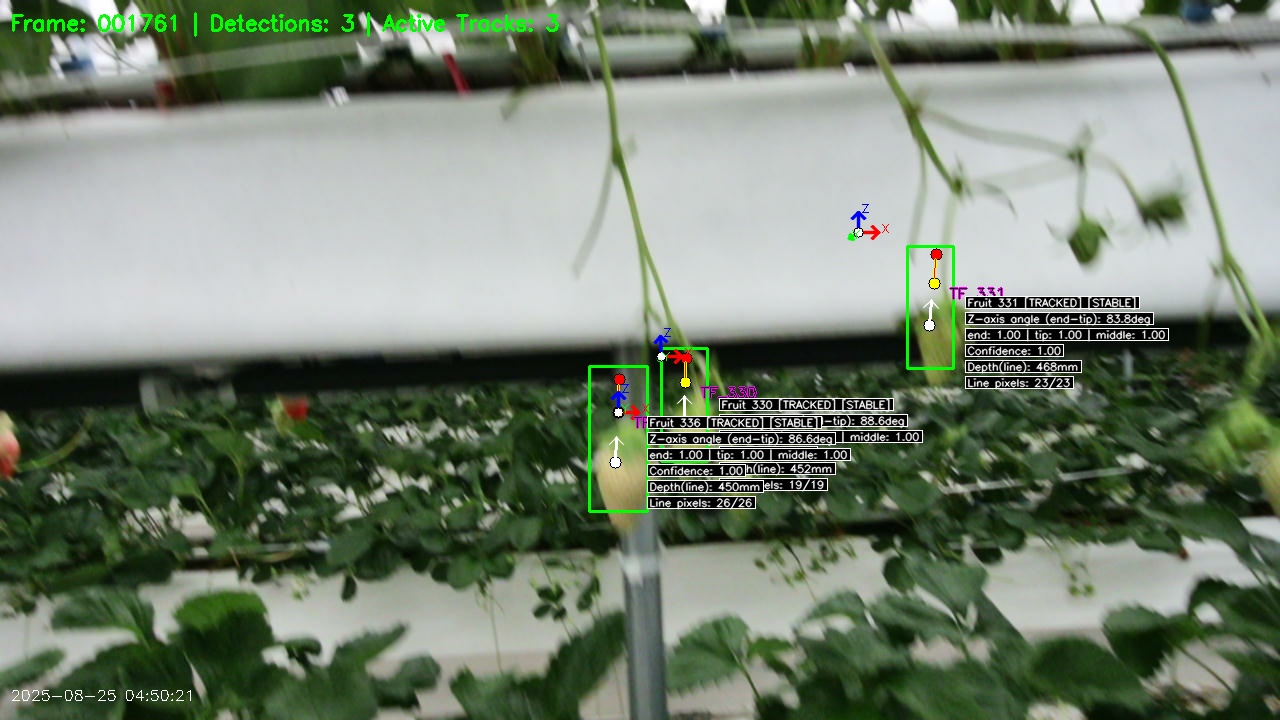 Frame: 001761 | Detections: 3 | Active Tracks: 3
Z
X
TF_331
Fruit 331 [TRACKED] [STABLE]
Z-axis angle (end-tip): 83.8deg
end: 1.00 | tip: 1.00 | middle: 1.00
Confidence: 1.00
Depth(line): 468mm
Line pixels: 23/23
Z
TF_330
Fruit 330 [TRACKED] [STABLE]
-tip): 88.6deg
| middle: 1.00
h(line): 452mm
els: 19/19
Z
Fruit 336 [TRACKED] [STABLE]
Z-axis angle (end-tip): 86.6deg
end: 1.00 | tip: 1.00 | middle: 1.00
Confidence: 1.00
Depth(line): 450mm
Line pixels: 26/26
2025-08-25 04:50:21